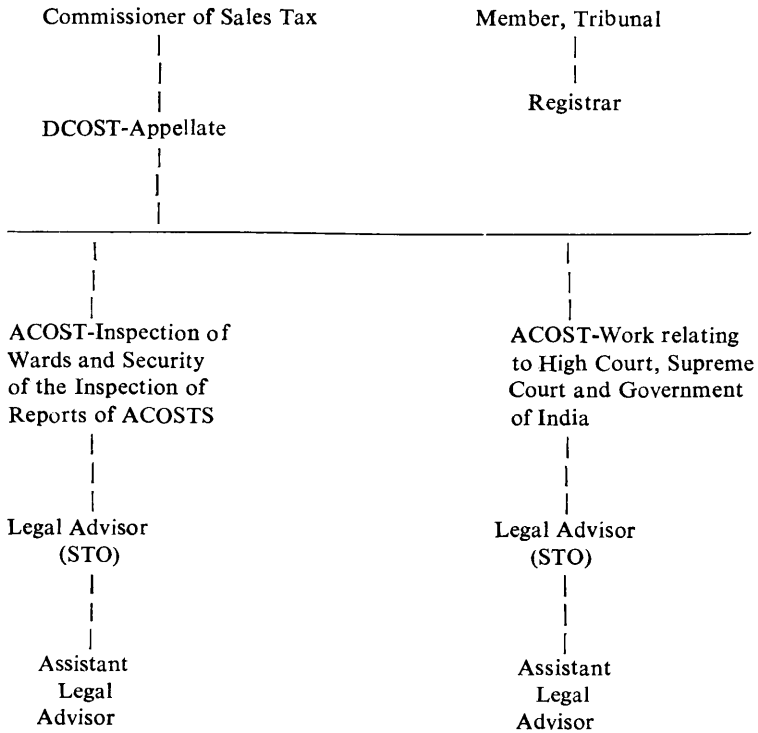 Commissioner of Sales Tax
Member, Tribunal
Registrar
DCOST-Appellate
ACOST-Inspection of
Wards and Security
of the Inspection of
Reports of ACOSTS
ACOST-Work relating
to High Court, Supreme
Court and Government
of India
Legal Advisor
(STO)
Legal Advisor
(STO)
Assistant
Legal
Advisor
Assistant
Legal
Advisor